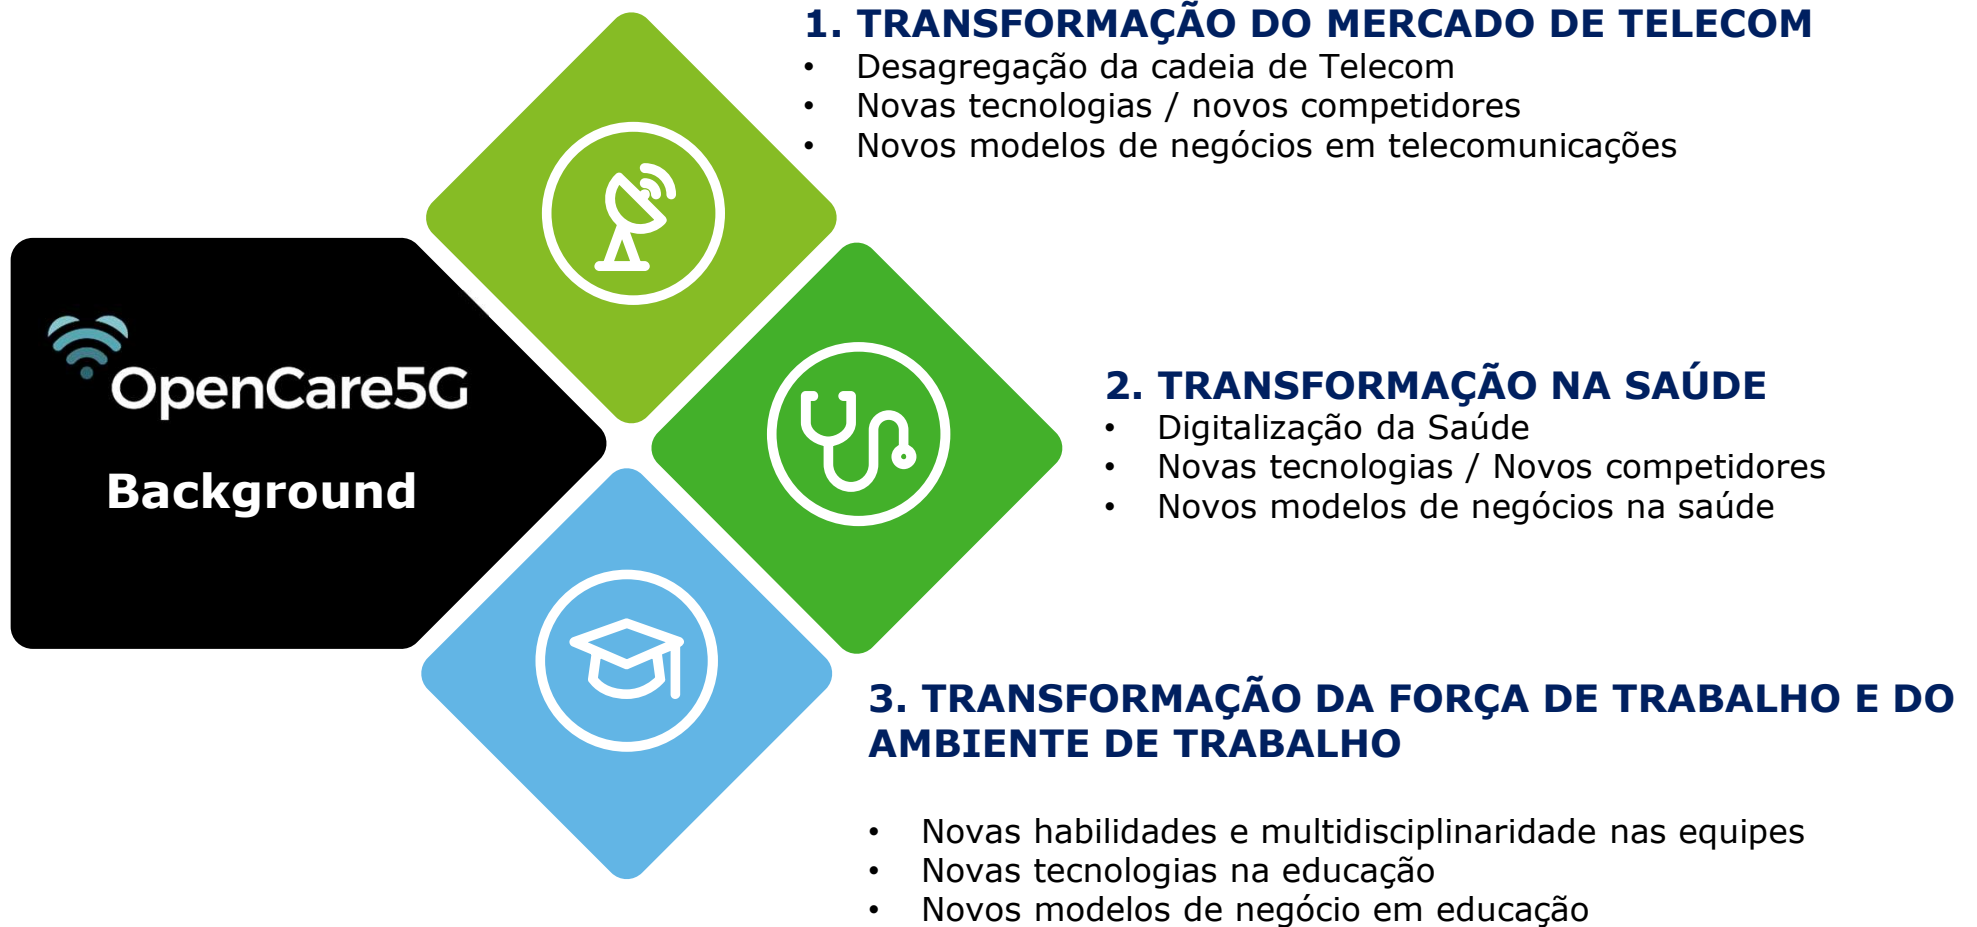 OpenCare5G
Background
1. TRANSFORMAÇÃO DO MERCADO DE TELECOM
• Desagregação da cadeia de Telecom
• Novas tecnologias / novos competidores
• Novos modelos de negócios em telecomunicações
2. TRANSFORMAÇÃO NA SAÚDE
• Digitalização da Saúde
• Novas tecnologias / Novos competidores
• Novos modelos de negócios na saúde
3. TRANSFORMAÇÃO DA FORÇA DE TRABALHO E DO
AMBIENTE DE TRABALHO
• Novas habilidades e multidisciplinaridade nas equipes
• Novas tecnologias na educação
• Novos modelos de negócio em educação